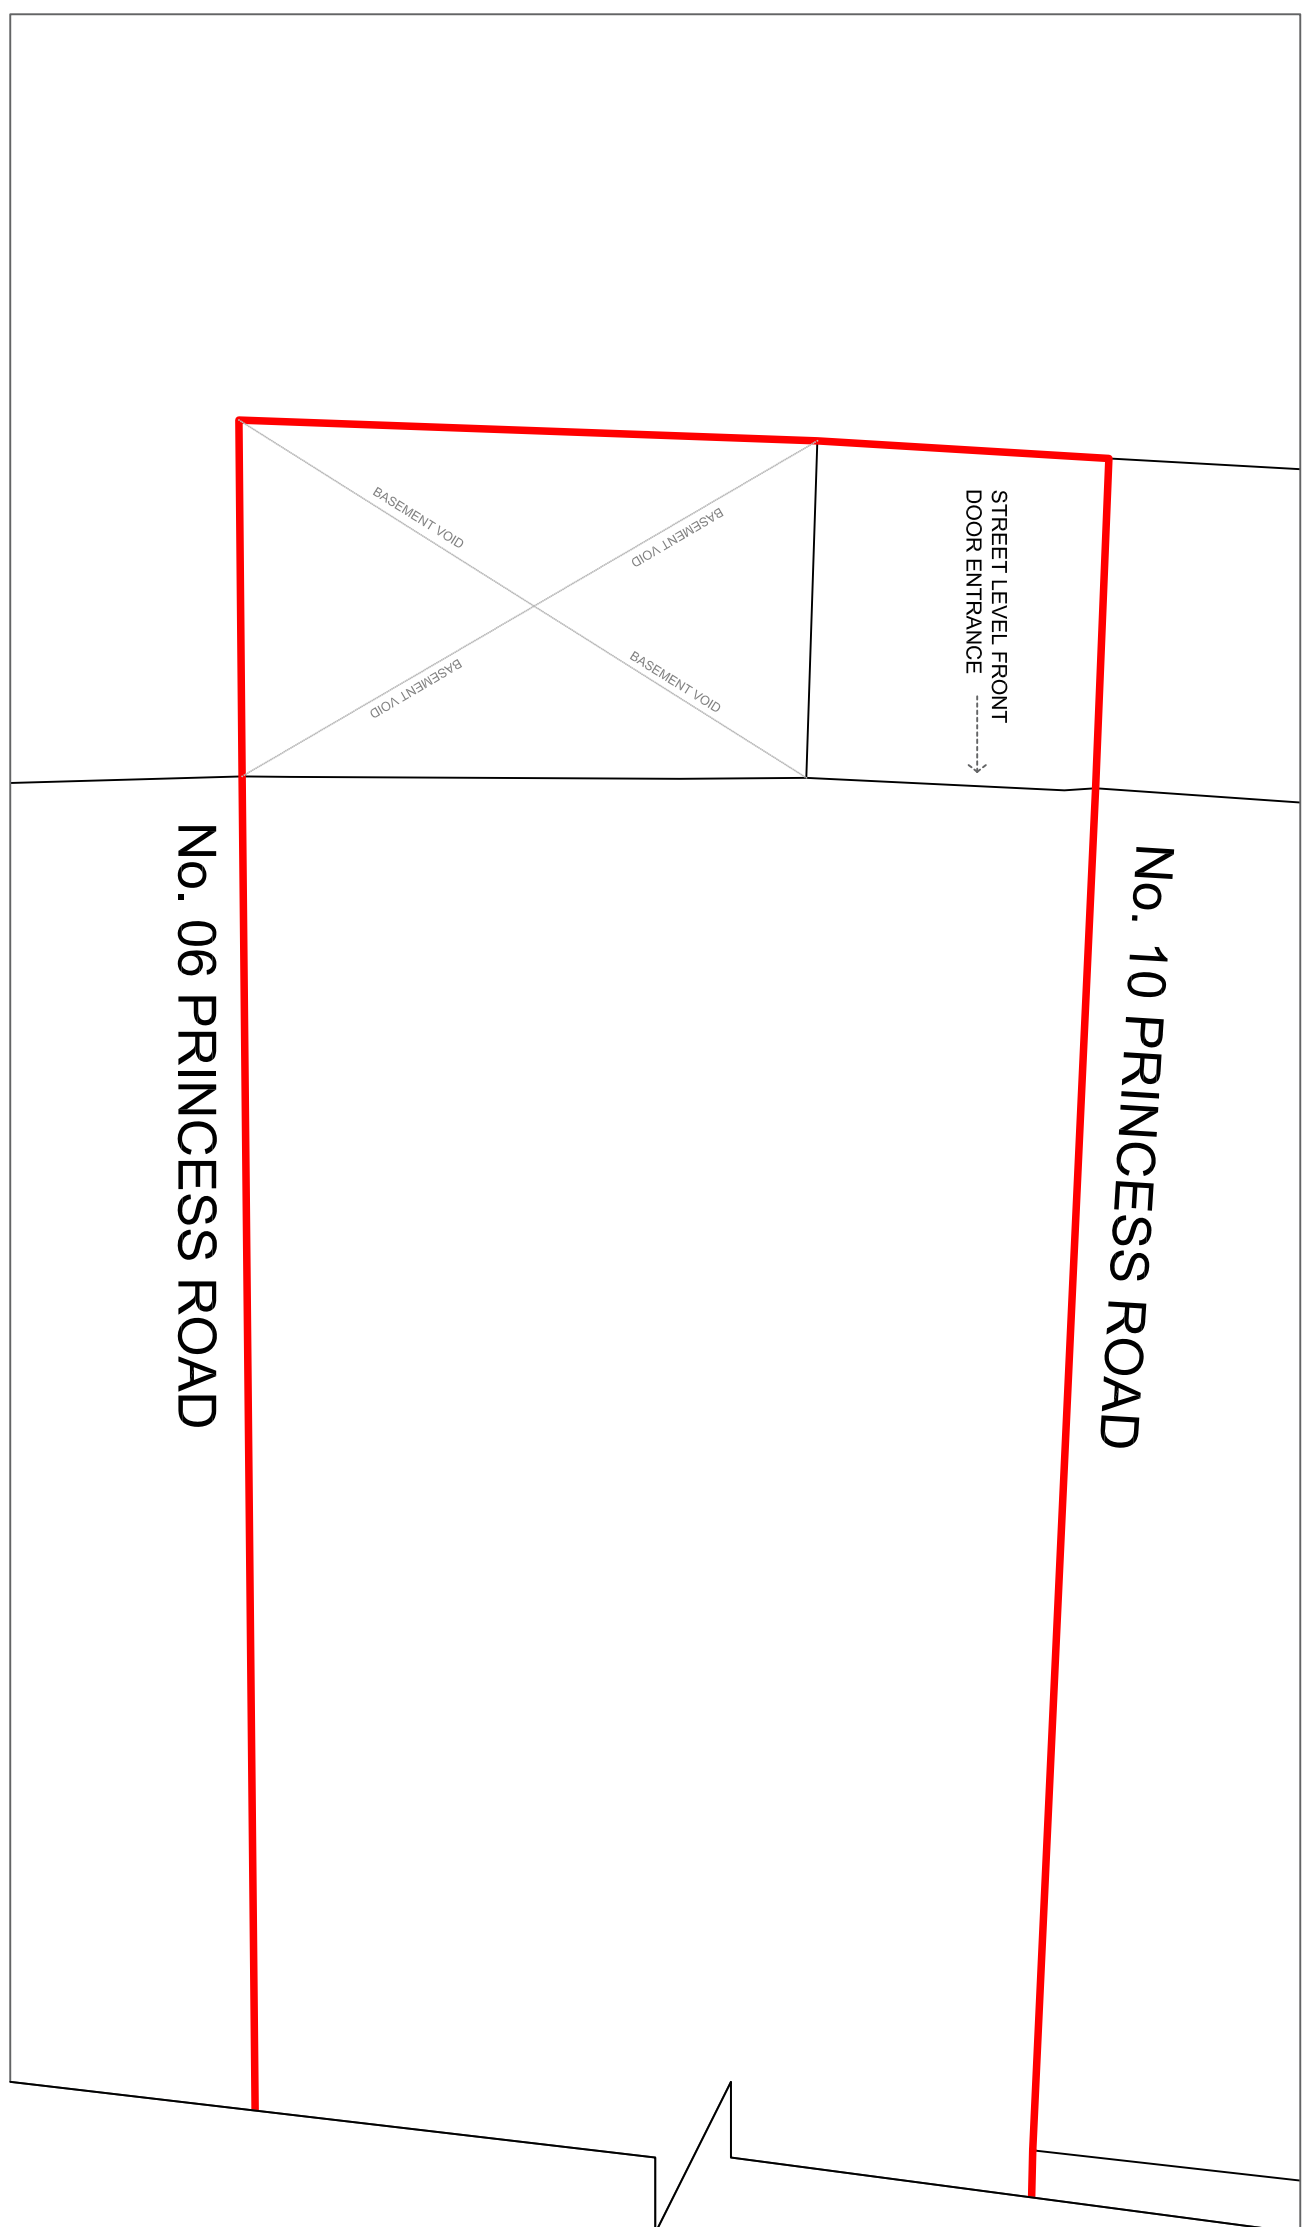 BASEMENT VOID
BASEMENT VOID
BASEMENT VOID
BASEMENT VOID
STREET LEVEL FRONT
DOOR ENTRANCE
No. 06 PRINCESS ROAD
No. 10 PRINCESS ROAD